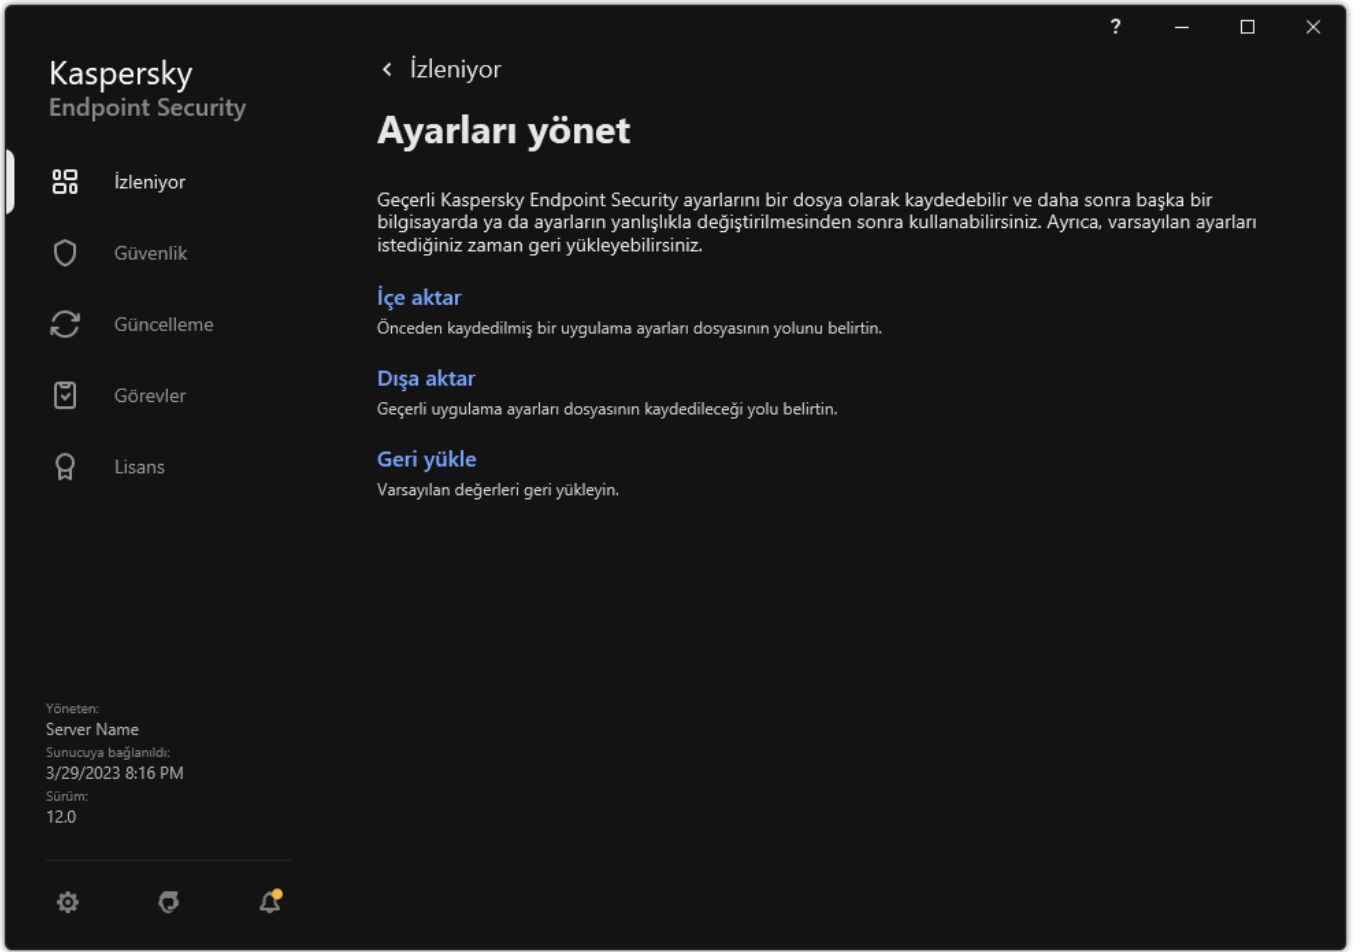 ?
Kaspersky
Endpoint Security
İzleniyor
Güvenlik
Güncelleme
Görevler
Lisans
Yöneten:
Server Name
Sunucuya bağlanıldı:
3/29/2023 8:16 PM
Sürüm:
12.0
İzleniyor
Ayarları yönet
Geçerli Kaspersky Endpoint Security ayarlarını bir dosya olarak kaydedebilir ve daha sonra başka bir
bilgisayarda ya da ayarların yanlışlıkla değiştirilmesinden sonra kullanabilirsiniz. Ayrıca, varsayılan ayarları
istediğiniz zaman geri yükleyebilirsiniz.
İçe aktar
Önceden kaydedilmiş bir uygulama ayarları dosyasının yolunu belirtin.
Dışa aktar
Geçerli uygulama ayarları dosyasının kaydedileceği yolu belirtin.
Geri yükle
Varsayılan değerleri geri yükleyin.